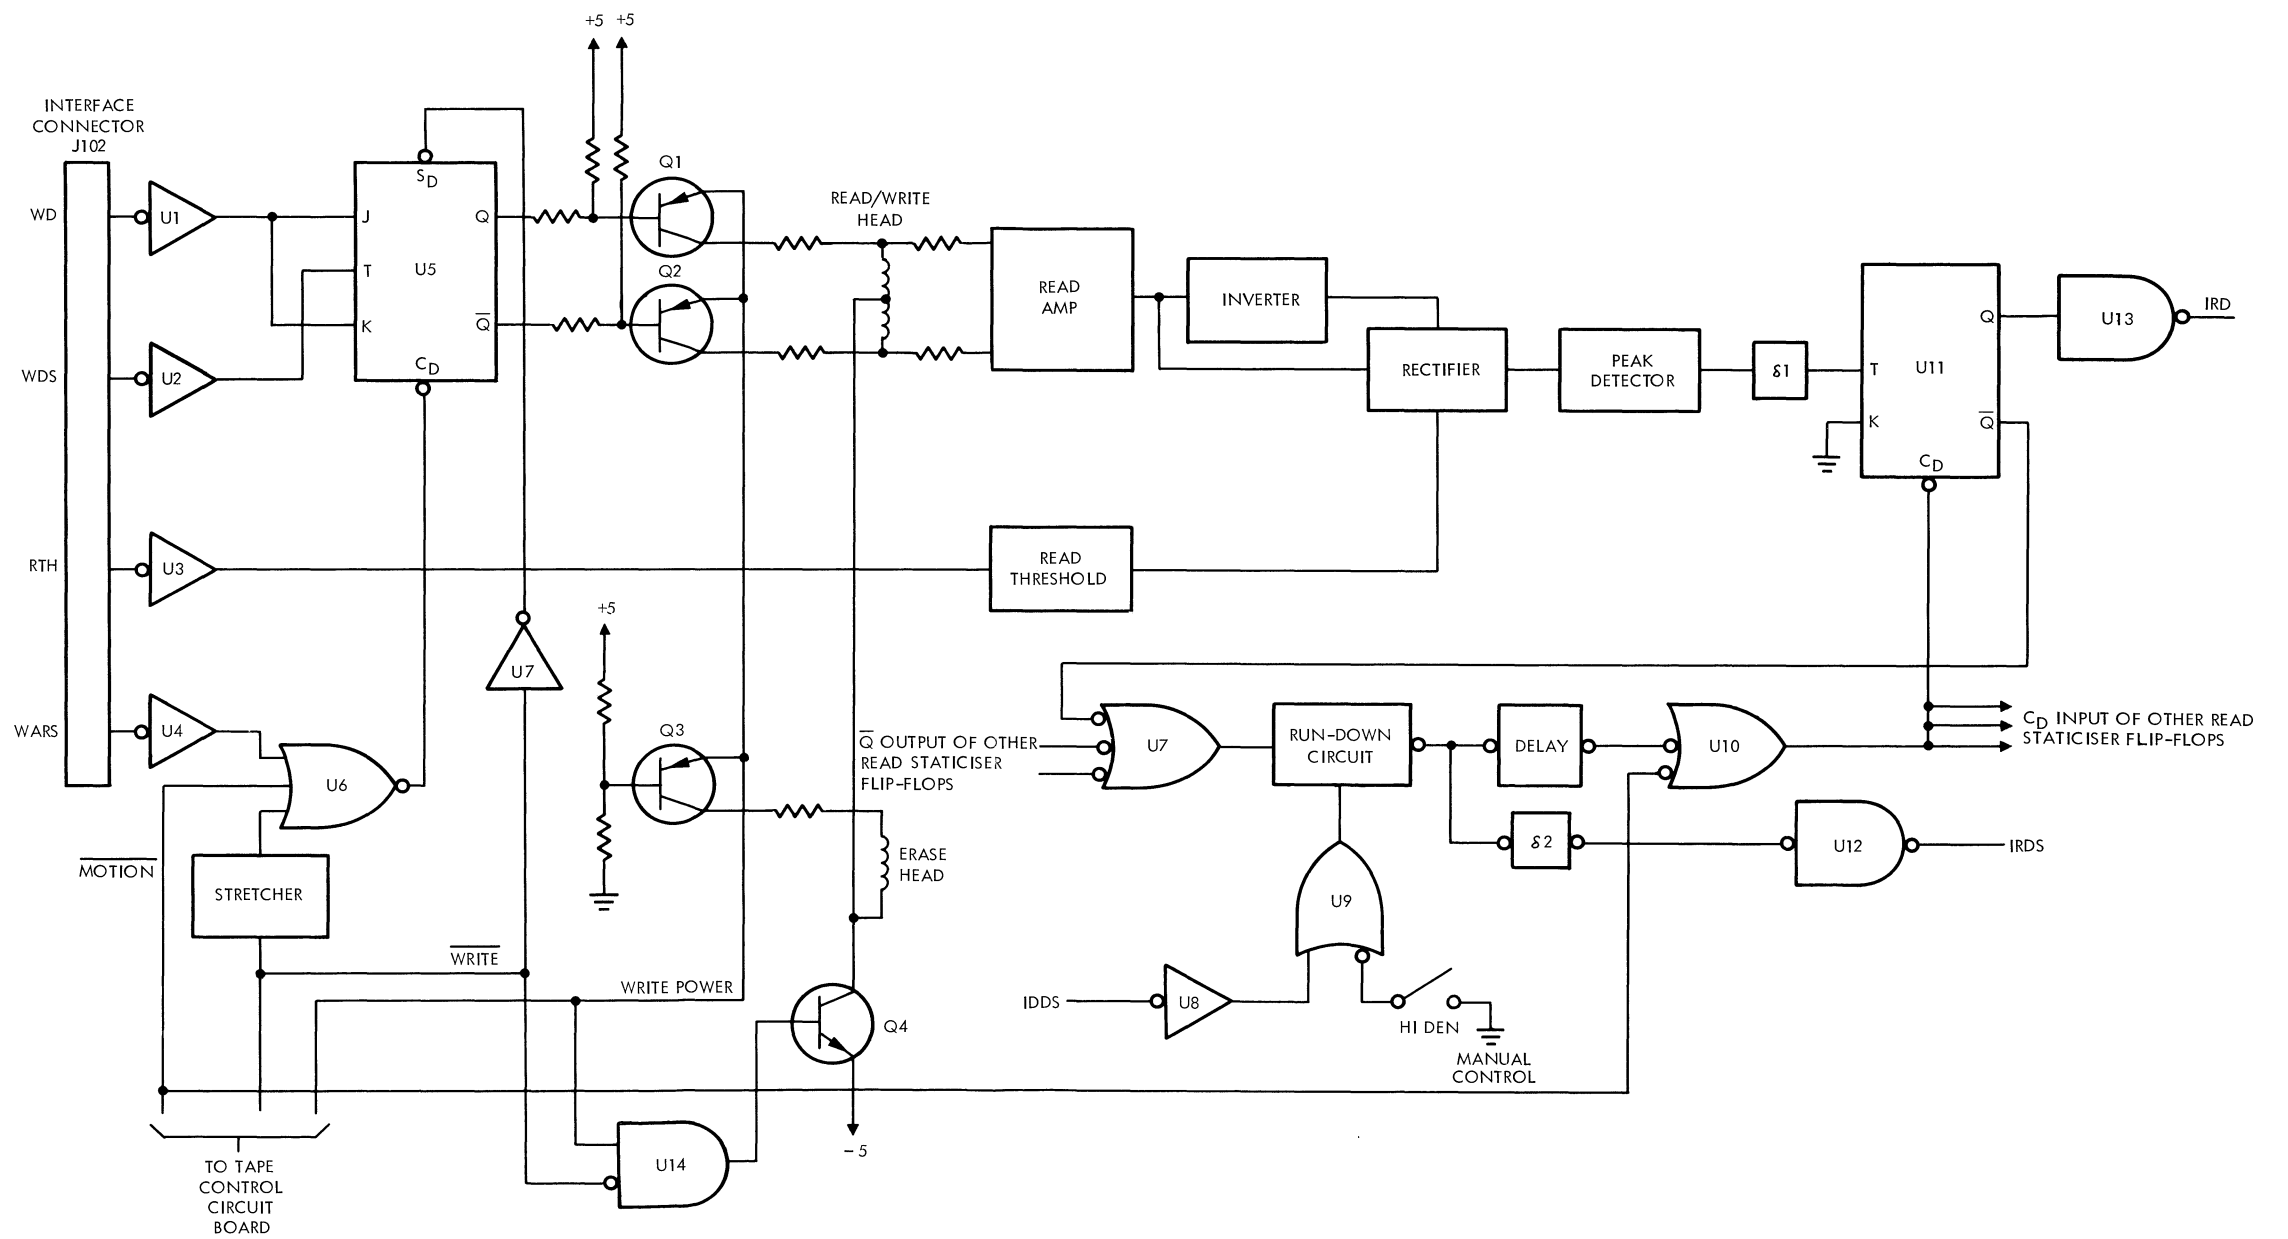 +5 +5
INTERFACE
CONNECTOR
J102
WD
WDS
RTH
WARS
U1
U2
U3
U4
SD
J
T
K
U5
Q
Q̅
CD
Q1
Q2
READ/WRITE
HEAD
READ
AMP
INVERTER
RECTIFIER
PEAK
DETECTOR
δ1
T
K
U11
Q
Q̅
CD
U13
IRD
READ
THRESHOLD
U7
+5
Q3
U6
M̅O̅T̅I̅O̅N̅
STRETCHER
W̅R̅I̅T̅E̅
WRITE POWER
ERASE
HEAD
Q4
-5
U14
TO TAPE
CONTROL
CIRCUIT
BOARD
Q̅ OUTPUT OF OTHER
READ STATICISER
FLIP-FLOPS
U7
RUN-DOWN
CIRCUIT
DELAY
U10
CD INPUT OF OTHER READ
STATICISER FLIP-FLOPS
δ2
U12
IRDS
U9
IDDS
U8
HI DEN
MANUAL
CONTROL